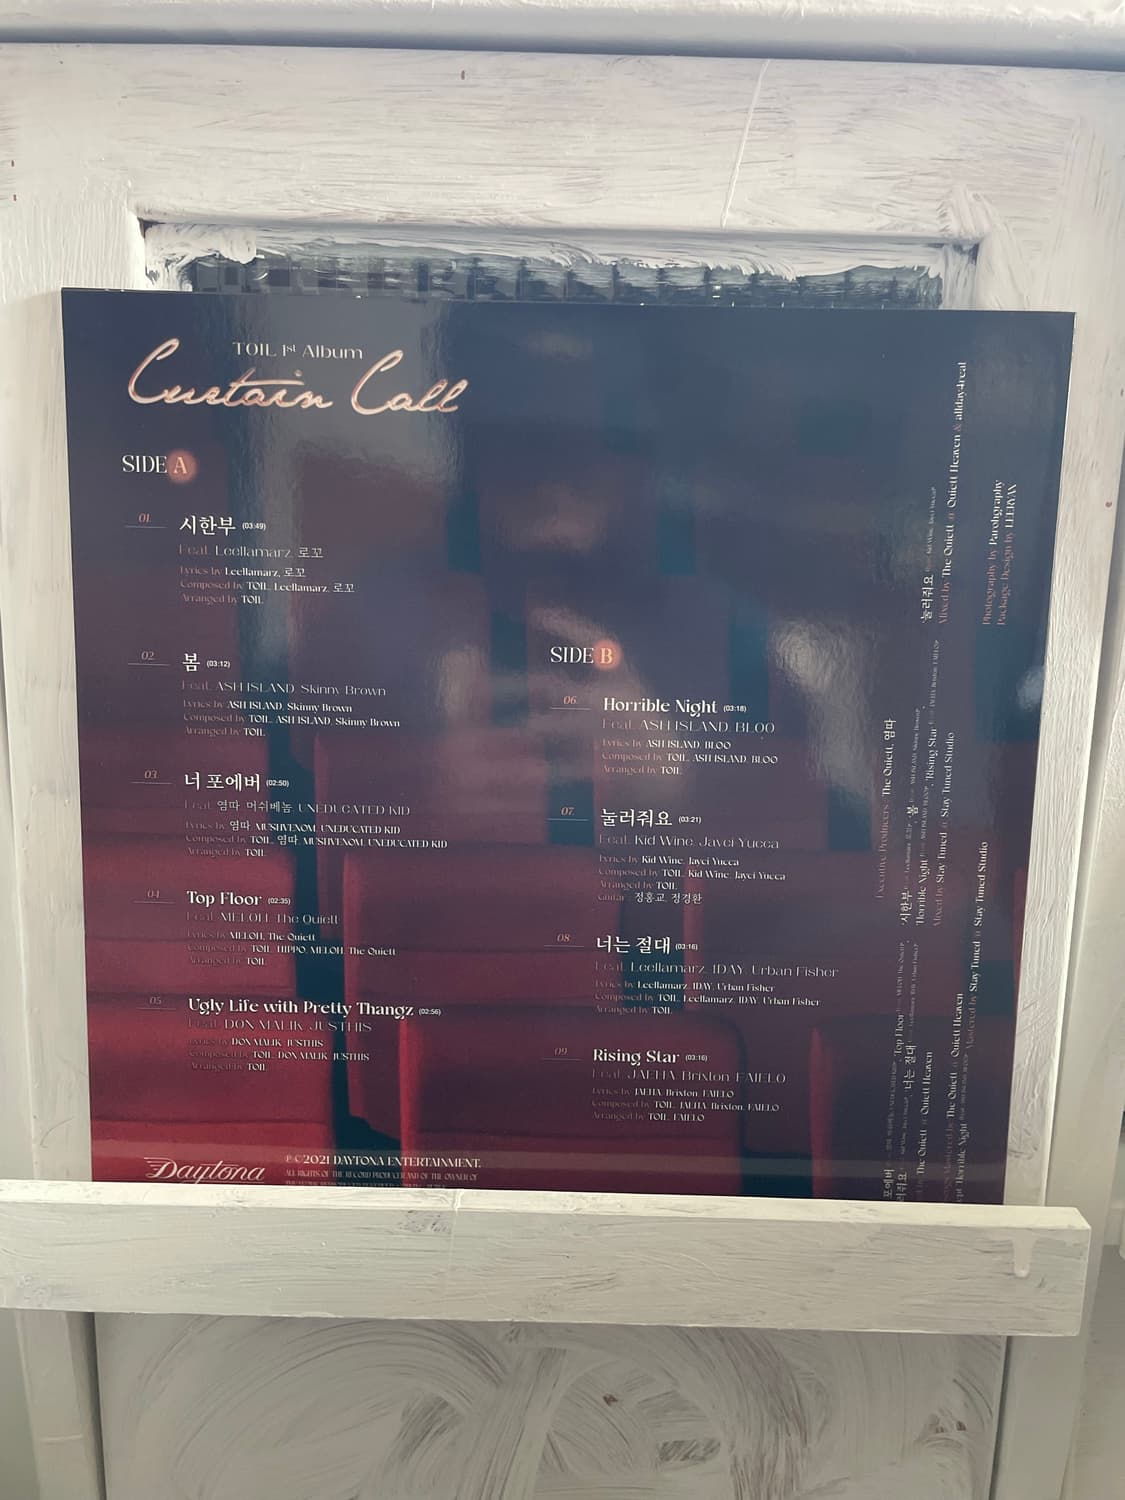 TOIL 1st Album
Curtain Call
SIDE A
01. 시한부 (03:49)
Feat. Leellamarz, 로꼬
Lyrics by Leellamarz, 로꼬
Composed by TOIL, Leellamarz, 로꼬
Arranged by TOIL
02. 봄 (03:12)
Feat. ASH ISLAND, Skinny Brown
Lyrics by ASH ISLAND, Skinny Brown
Composed by TOIL, ASH ISLAND, Skinny Brown
Arranged by TOIL
03. 너 포에버 (02:50)
Feat. 염따, 머쉬베놈, UNEDUCATED KID
Lyrics by 염따, MUSHVENOM, UNEDUCATED KID
Composed by TOIL, 염따, MUSHVENOM, UNEDUCATED KID
Arranged by TOIL
04. Top Floor (02:35)
Feat. MELOH, The Quiett
Lyrics by MELOH, The Quiett
Composed by TOIL, HIPPO, MELOH, The Quiett
Arranged by TOIL
05. Ugly Life with Pretty Thangz (02:56)
Feat. DON MALIK, JUSTHIS
Lyrics by DON MALIK, JUSTHIS
Composed by TOIL, DON MALIK, JUSTHIS
Arranged by TOIL
SIDE B
06. Horrible Night (03:18)
Feat. ASH ISLAND, BLOO
Lyrics by ASH ISLAND, BLOO
Composed by TOIL, ASH ISLAND, BLOO
Arranged by TOIL
07. 눌러줘요 (03:21)
Feat. Kid Wine, Jayci Yucca
Lyrics by Kid Wine, Jayci Yucca
Composed by TOIL, Kid Wine, Jayci Yucca
Arranged by TOIL
Guitar 정홍교, 정경환
08 너는 절대 (03:16)
Feat. Leellamarz, 1DAY, Urban Fisher
Lyrics by Leellamarz, 1DAY, Urban Fisher
Composed by TOIL, Leellamarz, 1DAY, Urban Fisher
Arranged by TOIL
09 Rising Star (03:16)
Feat. JAEHA, Brixton, FAIELO
Lyrics by JAEHA, Brixton, FAIELO
Composed by TOIL, JAEHA, Brixton, FAIELO
Arranged by TOIL, FAIELO
Daytona
℗©2021 DAYTONA ENTERTAINMENT.
ALL RIGHTS OF THE RECORD PRODUCER AND OF THE OWNER OF
Executive Producers The Quiett, 염따
Mixed by Stay Tuned @ Stay Tuned Studio
Mixed by The Quiett @ Quiett Heaven & allday4real
Mastered by Stay Tuned @ Stay Tuned Studio
Photography by Parohgraphy
Package Design by LEERYAN